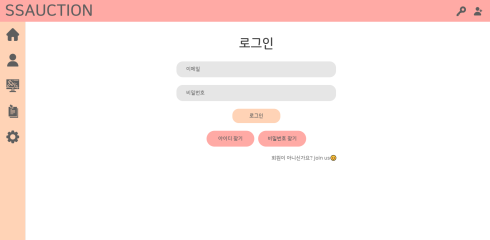 SSAUCTION
로그인
이메일
비밀번호
로그인
아이디 찾기
비밀번호 찾기
회원이 아니신가요? join us😀